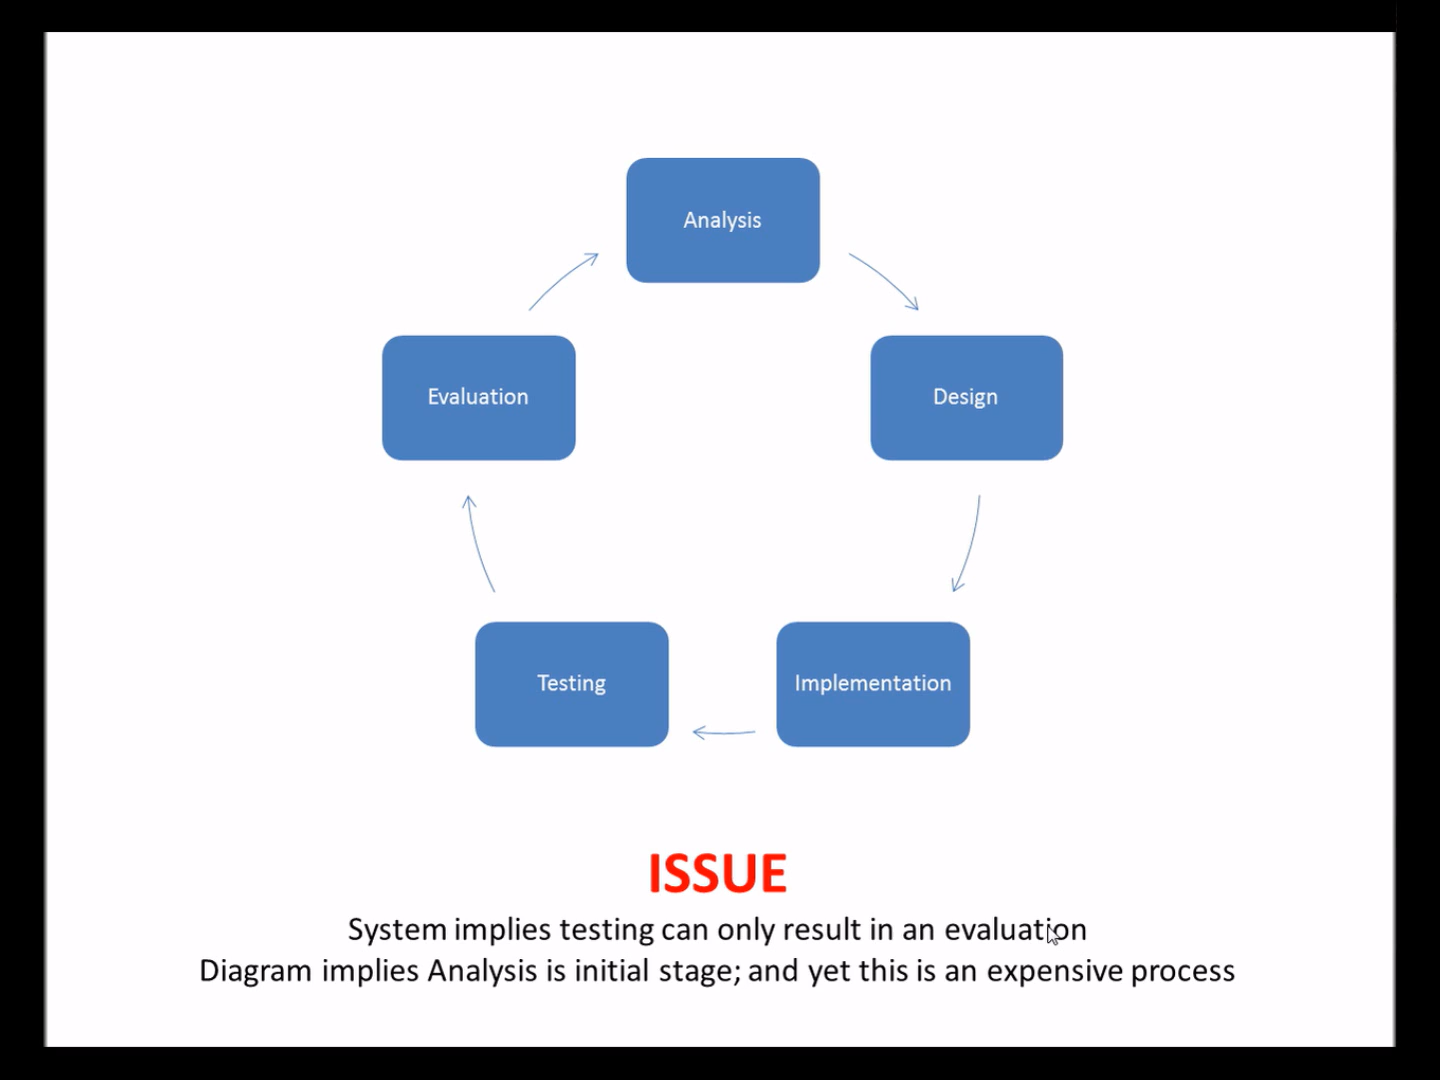 Analysis
Evaluation
Design
Testing
Implementation
ISSUE
System implies testing can only result in an evaluation
Diagram implies Analysis is initial stage; and yet this is an expensive process